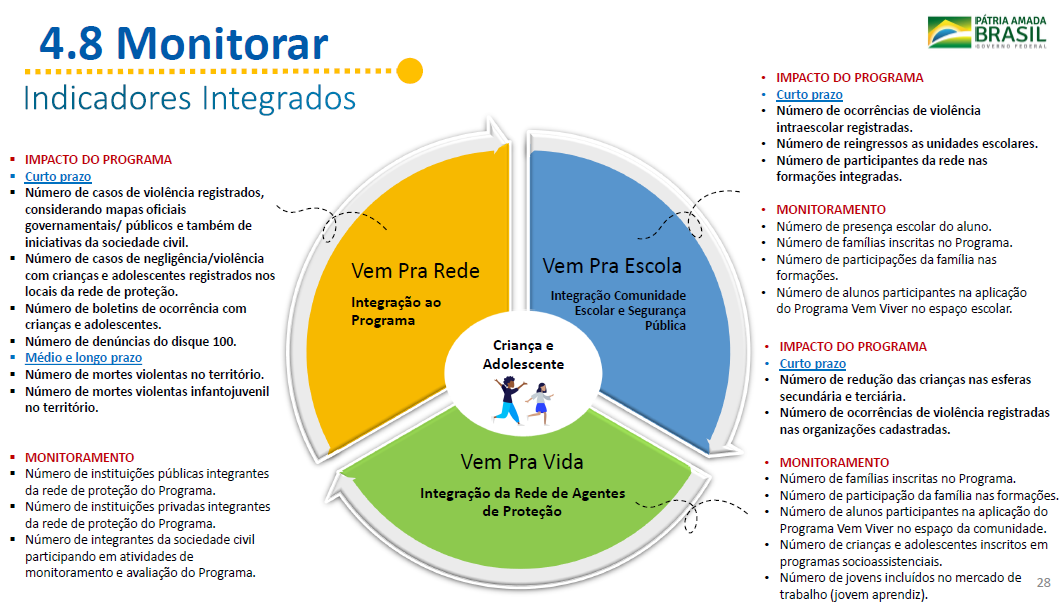 4.8 Monitorar
Indicadores Integrados
PÁTRIA AMADA
BRASIL
GOVERNO FEDERAL
▪ IMPACTO DO PROGRAMA
▪ Curto prazo
▪ Número de casos de violência registrados,
considerando mapas oficiais
governamentais/ públicos e também de
iniciativas da sociedade civil.
▪ Número de casos de negligência/violência
com crianças e adolescentes registrados nos
locais da rede de proteção.
▪ Número de boletins de ocorrência com
crianças e adolescentes.
▪ Número de denúncias do disque 100.
▪ Médio e longo prazo
▪ Número de mortes violentas no território.
▪ Número de mortes violentas infantojuvenil
no território.
▪ MONITORAMENTO
▪ Número de instituições públicas integrantes
da rede de proteção do Programa.
▪ Número de instituições privadas integrantes
da rede de proteção do Programa.
▪ Número de integrantes da sociedade civil
participando em atividades de
monitoramento e avaliação do Programa.
Vem Pra Rede
Integração ao
Programa
Vem Pra Escola
Integração Comunidade
Escolar e Segurança
Pública
Criança e
Adolescente
Vem Pra Vida
Integração da Rede de Agentes
de Proteção
• IMPACTO DO PROGRAMA
• Curto prazo
• Número de ocorrências de violência
intraescolar registradas.
• Número de reingressos as unidades escolares.
• Número de participantes da rede nas
formações integradas.
• MONITORAMENTO
• Número de presença escolar do aluno.
• Número de famílias inscritas no Programa.
• Número de participações da família nas
formações.
• Número de alunos participantes na aplicação
do Programa Vem Viver no espaço escolar.
• IMPACTO DO PROGRAMA
• Curto prazo
• Número de redução das crianças nas esferas
secundária e terciária.
• Número de ocorrências de violência registradas
nas organizações cadastradas.
• MONITORAMENTO
• Número de famílias inscritas no Programa.
• Número de participação da família nas formações.
• Número de alunos participantes na aplicação do
Programa Vem Viver no espaço da comunidade.
• Número de crianças e adolescentes inscritos em
programas socioassistenciais.
• Número de jovens incluídos no mercado de
trabalho (jovem aprendiz).
28